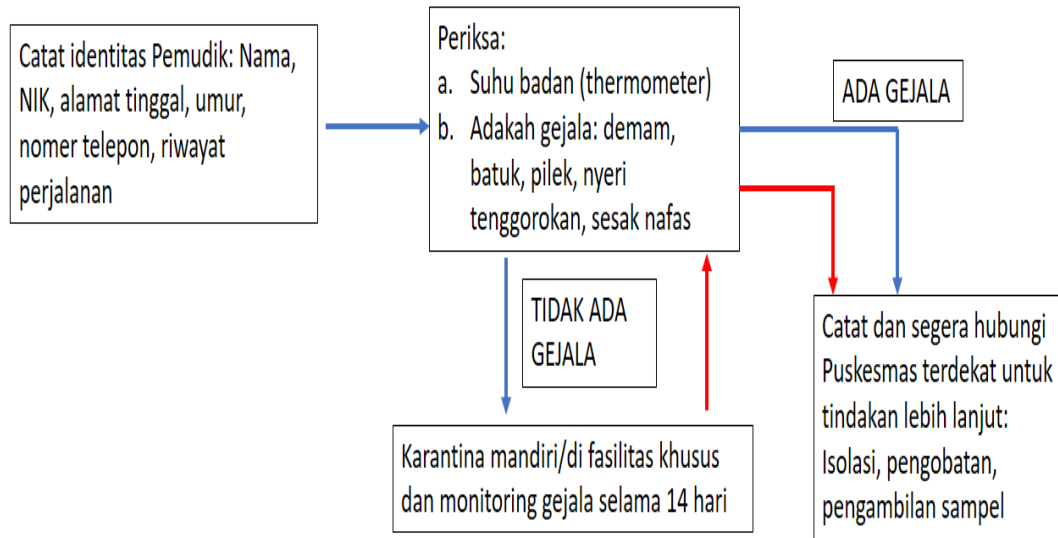 Catat identitas Pemudik: Nama,
NIK, alamat tinggal, umur,
nomer telepon, riwayat
perjalanan
Periksa:
a. Suhu badan (thermometer)
b. Adakah gejala: demam,
batuk, pilek, nyeri
tenggorokan, sesak nafas
ADA GEJALA
TIDAK ADA
GEJALA
Karantina mandiri/di fasilitas khusus
dan monitoring gejala selama 14 hari
Catat dan segera hubungi
Puskesmas terdekat untuk
tindakan lebih lanjut:
Isolasi, pengobatan,
pengambilan sampel